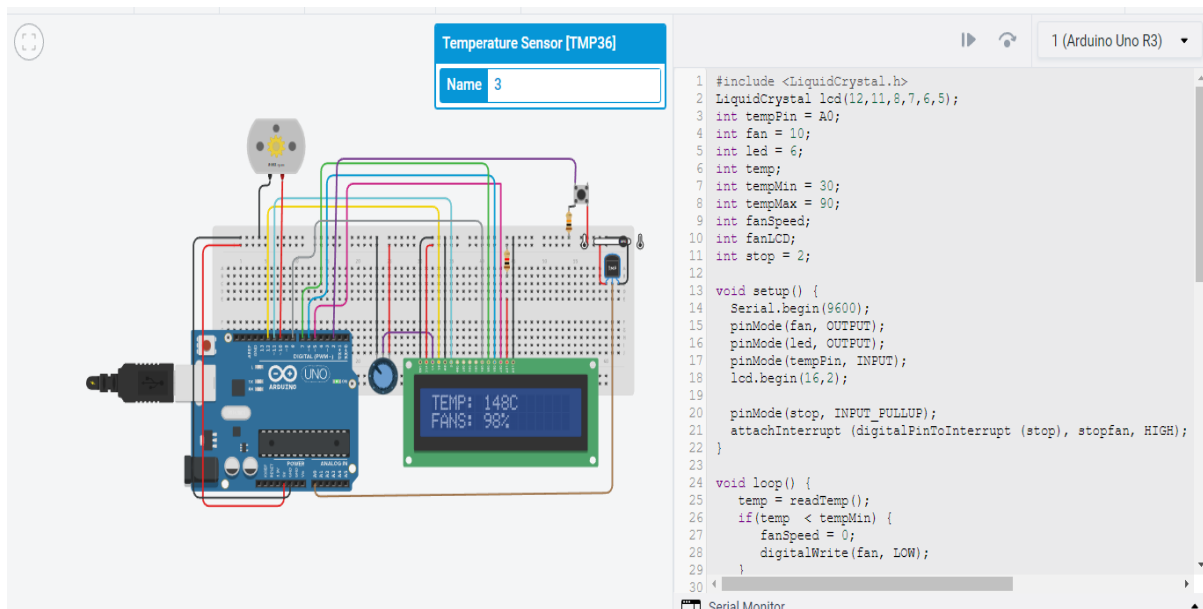 Temperature Sensor [TMP36]
Name 3
1 (Arduino Uno R3)
1 #include <LiquidCrystal.h>
2 LiquidCrystal lcd(12,11,8,7,6,5);
3 int tempPin = A0;
4 int fan = 10;
5 int led = 6;
6 int temp;
7 int tempMin = 30;
8 int tempMax = 90;
9 int fanSpeed;
10 int fanLCD;
11 int stop = 2;
12
13 void setup() {
14 Serial.begin(9600);
15 pinMode(fan, OUTPUT);
16 pinMode(led, OUTPUT);
17 pinMode(tempPin, INPUT);
18 lcd.begin(16,2);
19
20 pinMode(stop, INPUT_PULLUP);
21 attachInterrupt (digitalPinToInterrupt (stop), stopfan, HIGH);
22 }
23
24 void loop() {
25 temp = readTemp();
26 if(temp < tempMin) {
27 fanSpeed = 0;
28 digitalWrite(fan, LOW);
29 }
30
Serial Monitor
DIGITAL (PWM ~)
UNO
ARDUINO
POWER ANALOG IN
TEMP: 148C
FANS: 98%
TMP